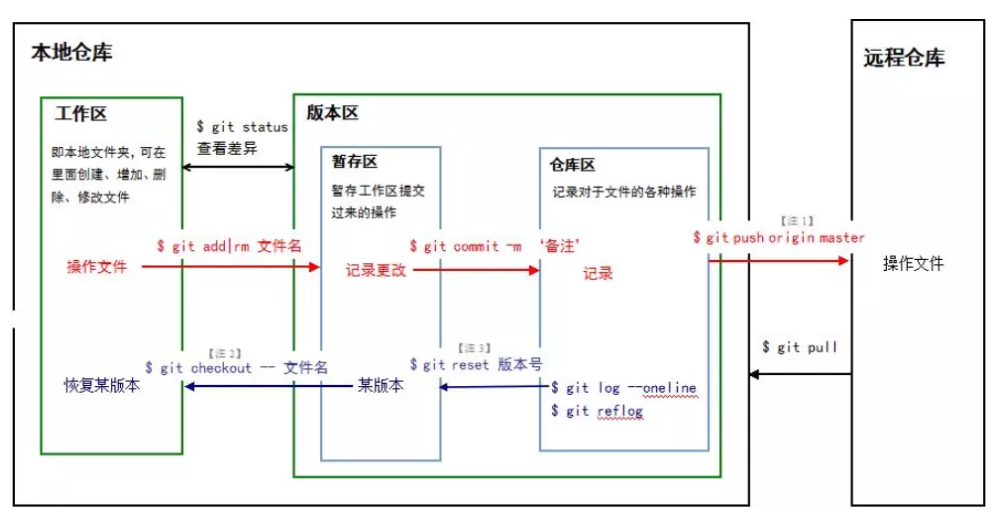 本地仓库
远程仓库
工作区
即本地文件夹,可在
里面创建、增加、删
除、修改文件
$ git status
查看差异
版本区
暂存区
暂存工作区提交
过来的操作
仓库区
记录对于文件的各种操作
$ git add|rm 文件名
操作文件
$ git commit -m ‘备注’
记录更改
记录
【注1】
$ git push origin master
操作文件
【注2】
$ git checkout -- 文件名
恢复某版本
【注3】
$ git reset 版本号
某版本
$ git log --oneline
$ git reflog
$ git pull